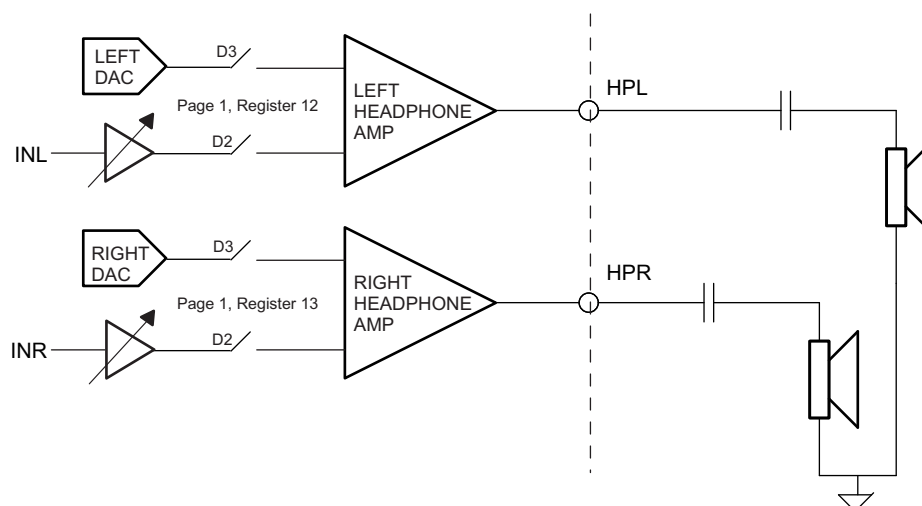 LEFT
DAC
D3
Page 1, Register 12
INL
D2
LEFT
HEADPHONE
AMP
HPL
RIGHT
DAC
D3
Page 1, Register 13
INR
D2
RIGHT
HEADPHONE
AMP
HPR